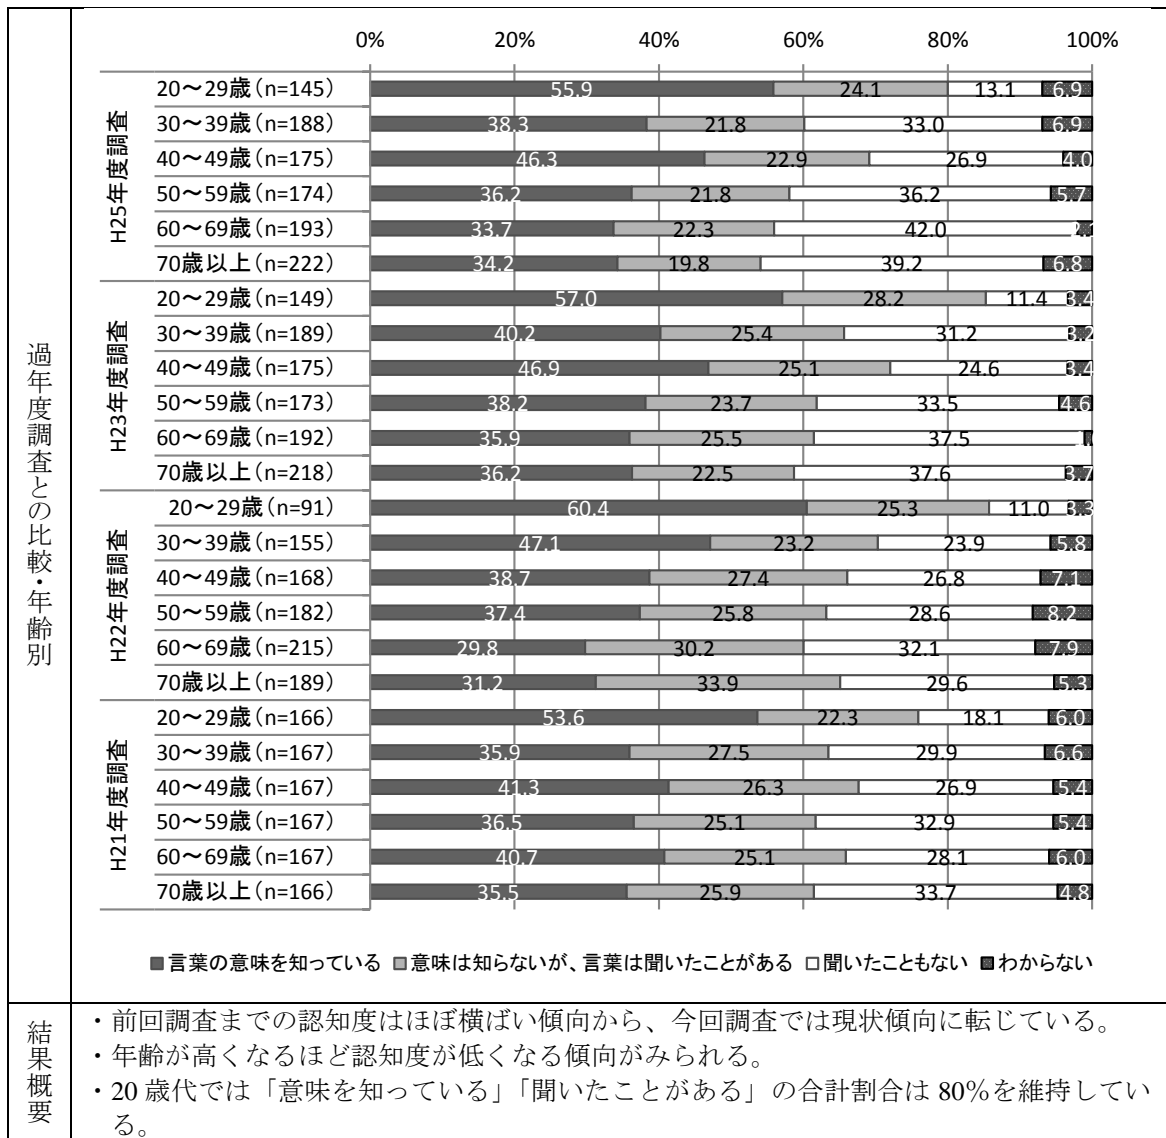 過年度調査との比較・年齢別
0% 20% 40% 60% 80% 100%
H25年度調査
20～29歳(n=145) 55.9 24.1 13.1 6.9
30～39歳(n=188) 38.3 21.8 33.0 6.9
40～49歳(n=175) 46.3 22.9 26.9 4.0
50～59歳(n=174) 36.2 21.8 36.2 5.7
60～69歳(n=193) 33.7 22.3 42.0
70歳以上(n=222) 34.2 19.8 39.2 6.8
H23年度調査
20～29歳(n=149) 57.0 28.2 11.4 3.4
30～39歳(n=189) 40.2 25.4 31.2 3.2
40～49歳(n=175) 46.9 25.1 24.6 3.4
50～59歳(n=173) 38.2 23.7 33.5 4.6
60～69歳(n=192) 35.9 25.5 37.5
70歳以上(n=218) 36.2 22.5 37.6 3.7
H22年度調査
20～29歳(n=91) 60.4 25.3 11.0 3.3
30～39歳(n=155) 47.1 23.2 23.9 5.8
40～49歳(n=168) 38.7 27.4 26.8 7.1
50～59歳(n=182) 37.4 25.8 28.6 8.2
60～69歳(n=215) 29.8 30.2 32.1 7.9
70歳以上(n=189) 31.2 33.9 29.6 5.3
H21年度調査
20～29歳(n=166) 53.6 22.3 18.1 6.0
30～39歳(n=167) 35.9 27.5 29.9 6.6
40～49歳(n=167) 41.3 26.3 26.9 5.4
50～59歳(n=167) 36.5 25.1 32.9 5.4
60～69歳(n=167) 40.7 25.1 28.1 6.0
70歳以上(n=166) 35.5 25.9 33.7 4.8
言葉の意味を知っている 意味は知らないが、言葉は聞いたことがある 聞いたこともない わからない
結果概要
・前回調査までの認知度はほぼ横ばい傾向から、今回調査では現状傾向に転じている。
・年齢が高くなるほど認知度が低くなる傾向がみられる。
・20 歳代では「意味を知っている」「聞いたことがある」の合計割合は 80%を維持してい
る。